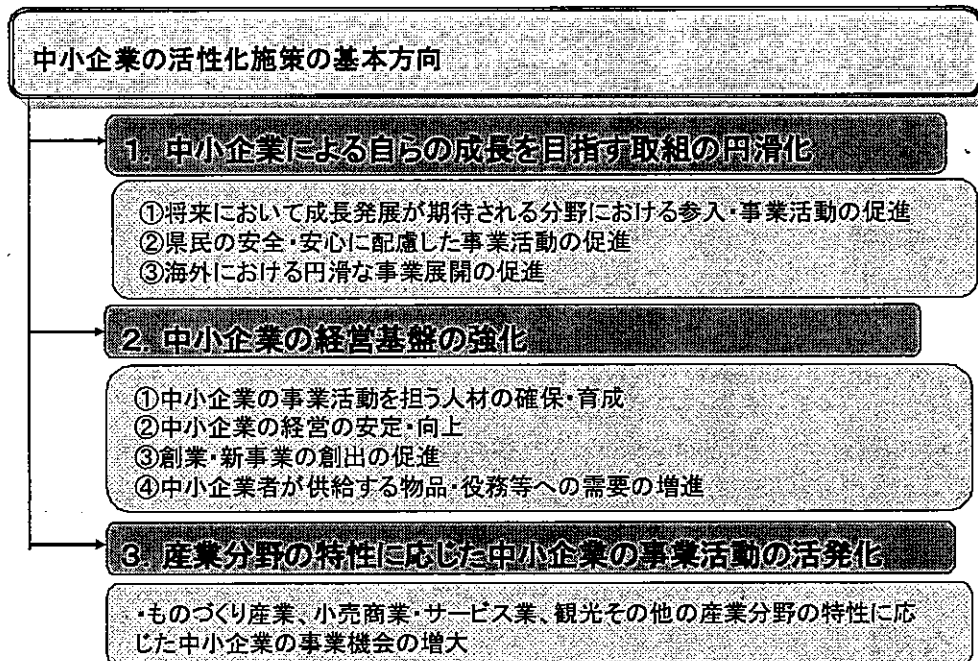 中小企業の活性化施策の基本方向
1. 中小企業による自らの成長を目指す取組の円滑化
①将来において成長発展が期待される分野における参入・事業活動の促進
②県民の安全・安心に配慮した事業活動の促進
③海外における円滑な事業展開の促進
2. 中小企業の経営基盤の強化
①中小企業の事業活動を担う人材の確保・育成
②中小企業の経営の安定・向上
③創業・新事業の創出の促進
④中小企業者が供給する物品・役務等への需要の増進
3. 産業分野の特性に応じた中小企業の事業活動の活発化
・ものづくり産業、小売商業・サービス業、観光その他の産業分野の特性に応
じた中小企業の事業機会の増大